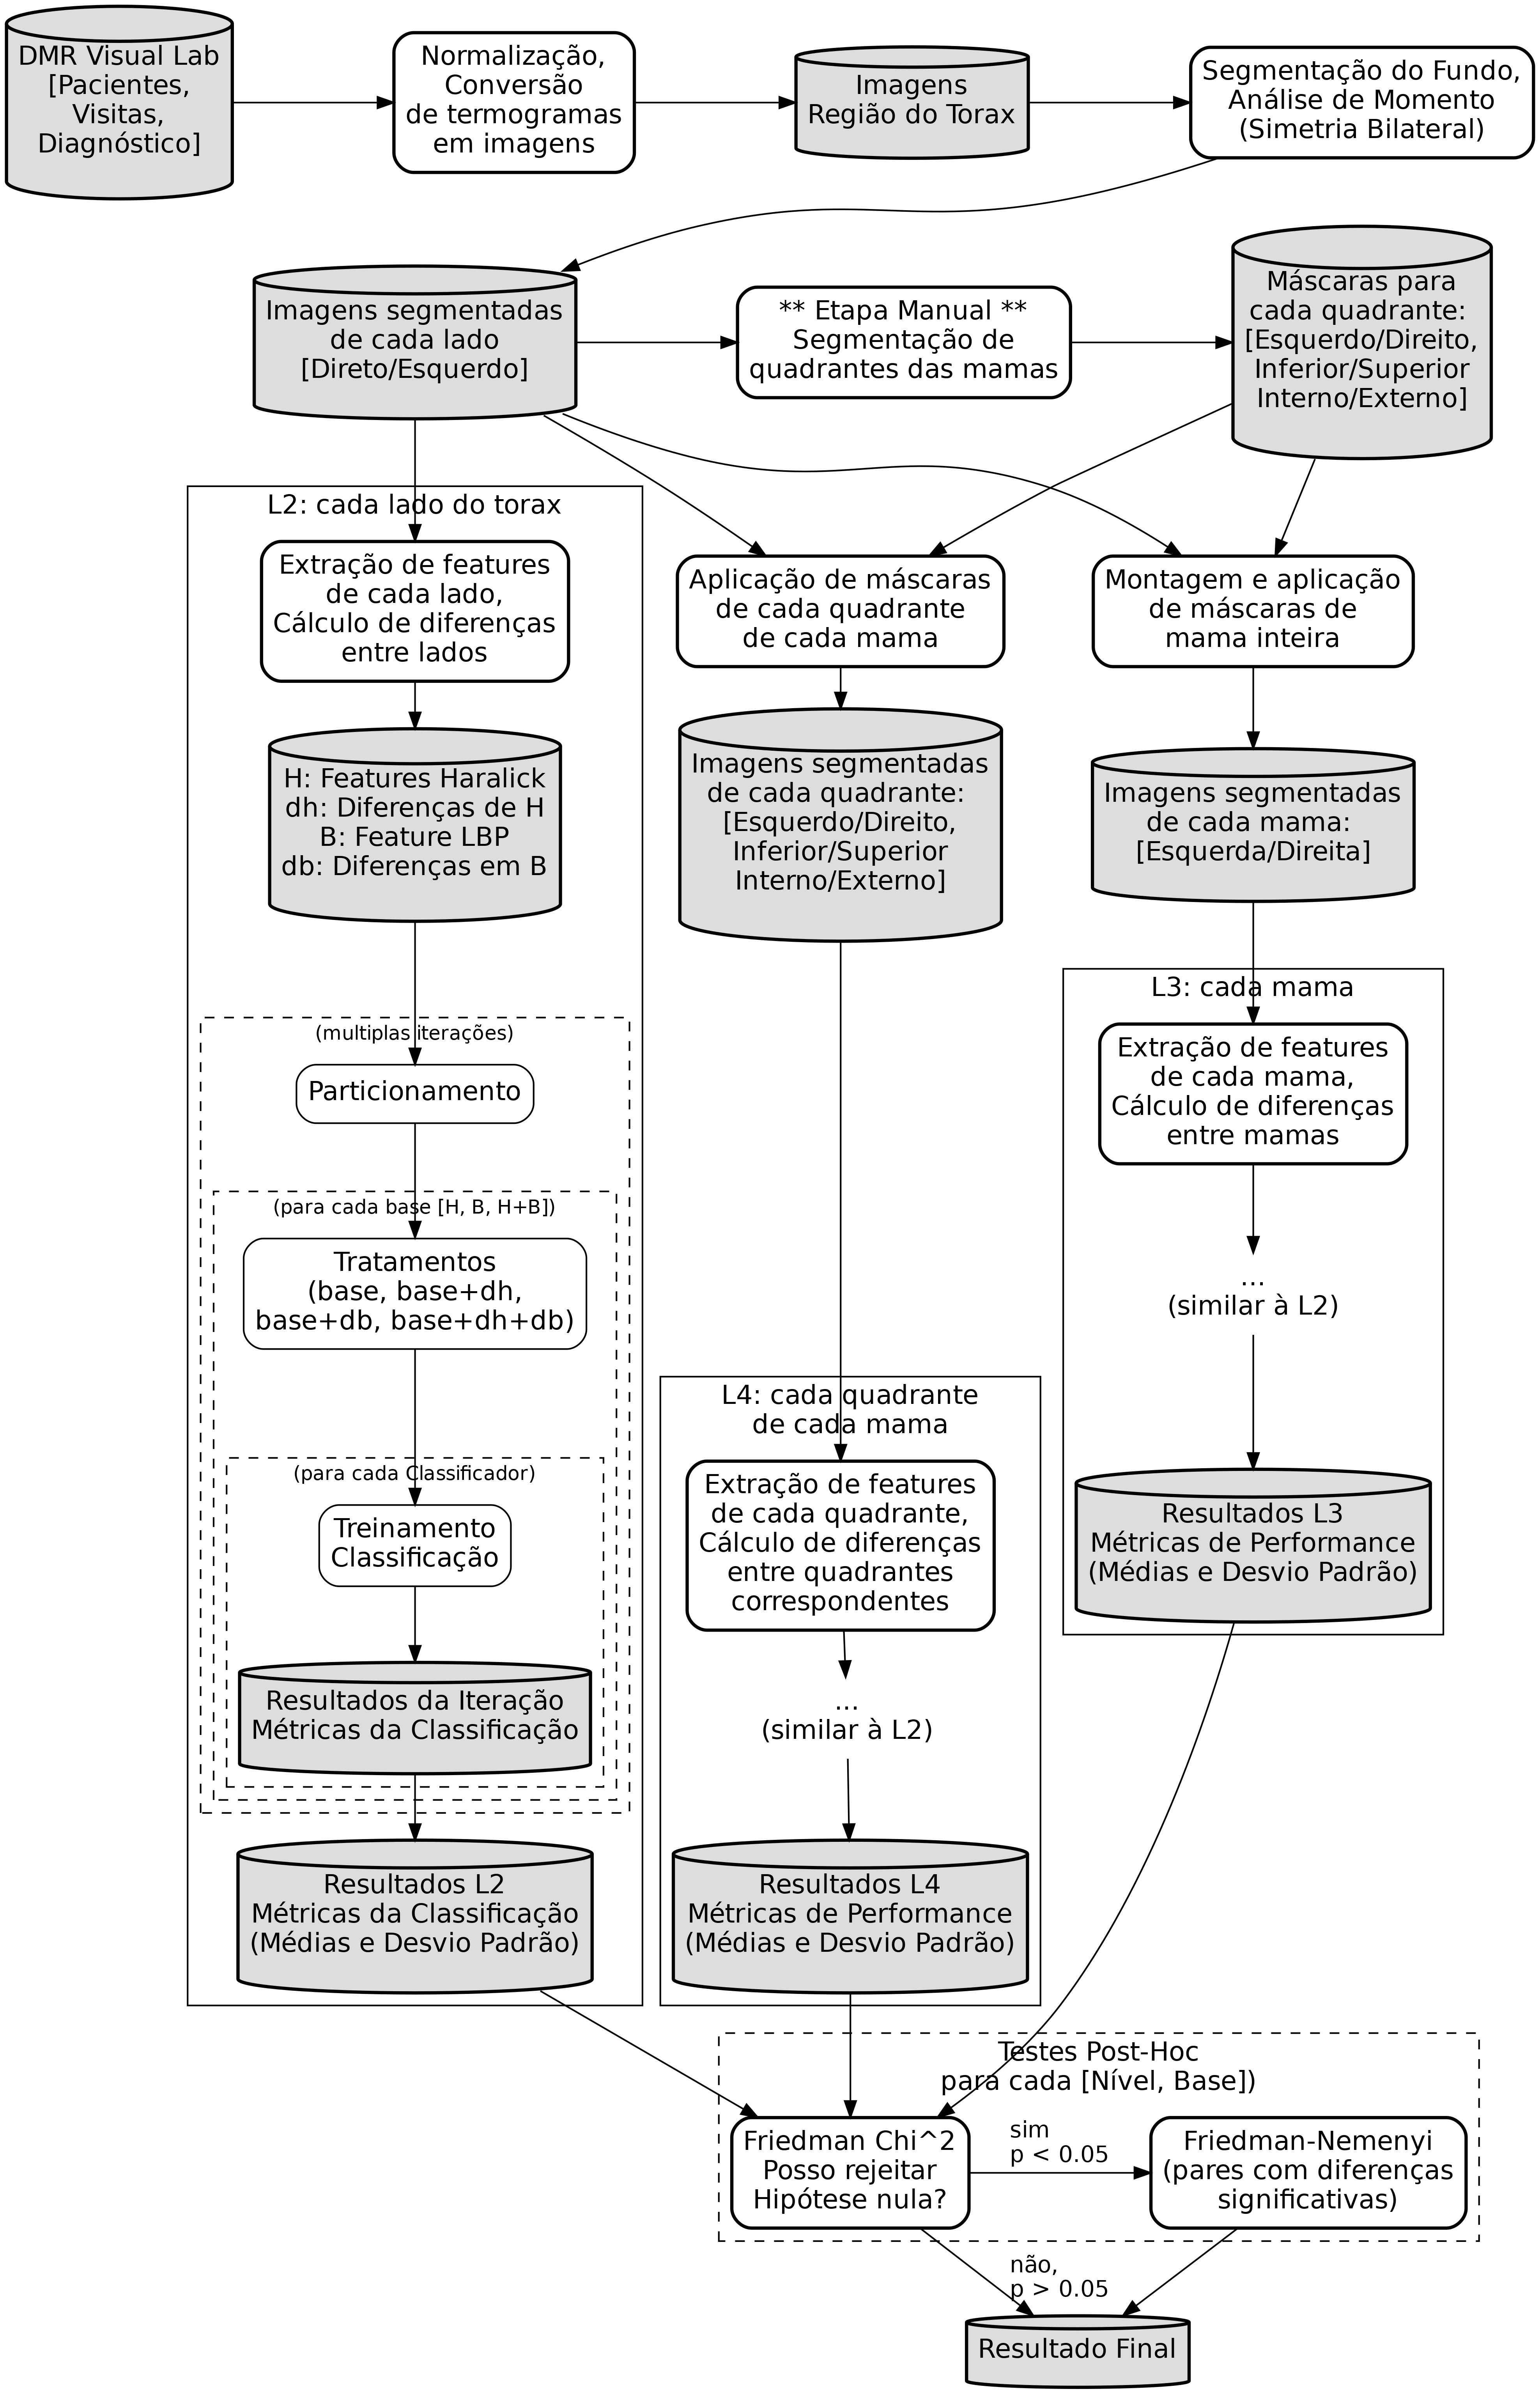 DMR Visual Lab
[Pacientes,
Visitas,
Diagnóstico]
Normalização,
Conversão
de termogramas
em imagens
Imagens
Região do Torax
Segmentação do Fundo,
Análise de Momento
(Simetria Bilateral)
Imagens segmentadas
de cada lado
[Direto/Esquerdo]
** Etapa Manual **
Segmentação de
quadrantes das mamas
Máscaras para
cada quadrante:
[Esquerdo/Direito,
Inferior/Superior
Interno/Externo]
L2: cada lado do torax
Extração de features
de cada lado,
Cálculo de diferenças
entre lados
H: Features Haralick
dh: Diferenças de H
B: Feature LBP
db: Diferenças em B
(multiplas iterações)
Particionamento
(para cada base [H, B, H+B])
Tratamentos
(base, base+dh,
base+db, base+dh+db)
(para cada Classificador)
Treinamento
Classificação
Resultados da Iteração
Métricas da Classificação
Resultados L2
Métricas da Classificação
(Médias e Desvio Padrão)
Aplicação de máscaras
de cada quadrante
de cada mama
Imagens segmentadas
de cada quadrante:
[Esquerdo/Direito,
Inferior/Superior
Interno/Externo]
L4: cada quadrante
de cada mama
Extração de features
de cada quadrante,
Cálculo de diferenças
entre quadrantes
correspondentes
...
(similar à L2)
Resultados L4
Métricas de Performance
(Médias e Desvio Padrão)
Montagem e aplicação
de máscaras de
mama inteira
Imagens segmentadas
de cada mama:
[Esquerda/Direita]
L3: cada mama
Extração de features
de cada mama,
Cálculo de diferenças
entre mamas
...
(similar à L2)
Resultados L3
Métricas de Performance
(Médias e Desvio Padrão)
Testes Post-Hoc
para cada [Nível, Base])
Friedman Chi^2
Posso rejeitar
Hipótese nula?
sim
p < 0.05
Friedman-Nemenyi
(pares com diferenças
significativas)
não,
p > 0.05
Resultado Final